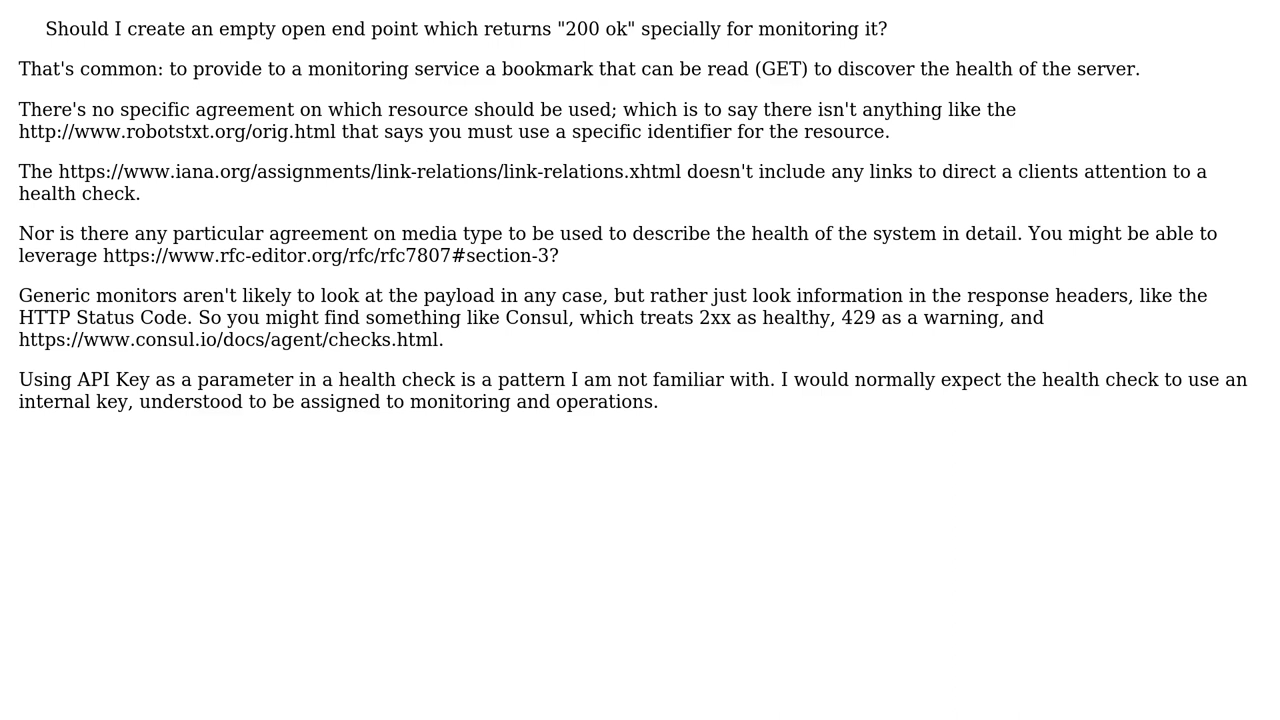 Should I create an empty open end point which returns "200 ok" specially for monitoring it?
That's common: to provide to a monitoring service a bookmark that can be read (GET) to discover the health of the server.
There's no specific agreement on which resource should be used; which is to say there isn't anything like the
http://www.robotstxt.org/orig.html that says you must use a specific identifier for the resource.
The https://www.iana.org/assignments/link-relations/link-relations.xhtml doesn't include any links to direct a clients attention to a
health check.
Nor is there any particular agreement on media type to be used to describe the health of the system in detail. You might be able to
leverage https://www.rfc-editor.org/rfc/rfc7807#section-3?
Generic monitors aren't likely to look at the payload in any case, but rather just look information in the response headers, like the
HTTP Status Code. So you might find something like Consul, which treats 2xx as healthy, 429 as a warning, and
https://www.consul.io/docs/agent/checks.html.
Using API Key as a parameter in a health check is a pattern I am not familiar with. I would normally expect the health check to use an
internal key, understood to be assigned to monitoring and operations.